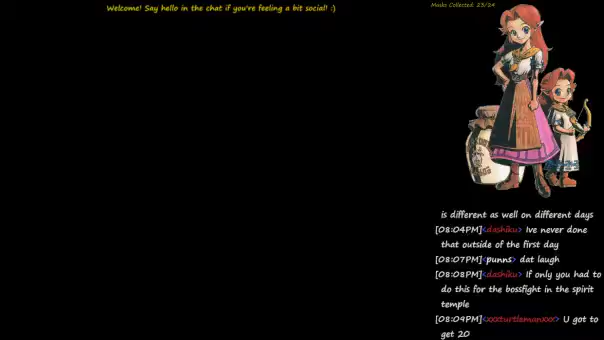 Welcome! Say hello in the chat if you're feeling a bit social! :)
Masks Collected: 23/24
is different as well on different days
[08:04PM]<dashiku> Ive never done
that outside of the first day
[08:07PM]<punns> dat laugh
[08:08PM]<dashiku> If only you had to
do this for the bossfight in the spirit
temple
[08:09PM]<xxxturtlemanxxx> U got to
get 20